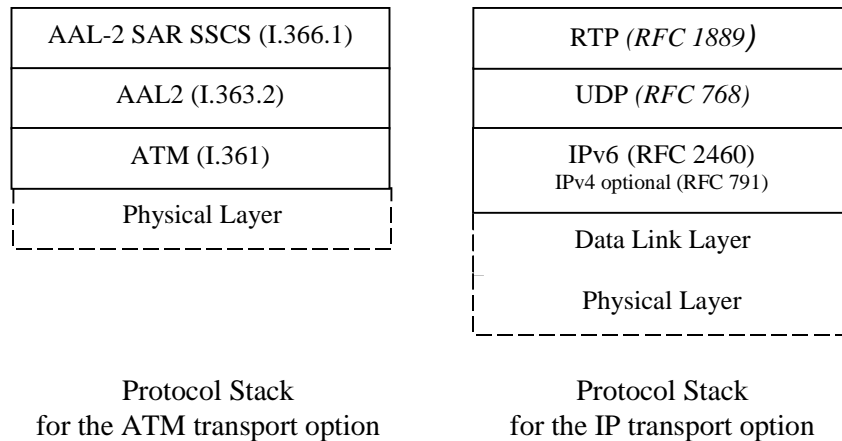 AAL-2 SAR SSCS (I.366.1)
AAL2 (I.363.2)
ATM (I.361)
Physical Layer
Protocol Stack
for the ATM transport option
RTP (RFC 1889)
UDP (RFC 768)
IPv6 (RFC 2460)
IPv4 optional (RFC 791)
Data Link Layer
Physical Layer
Protocol Stack
for the IP transport option